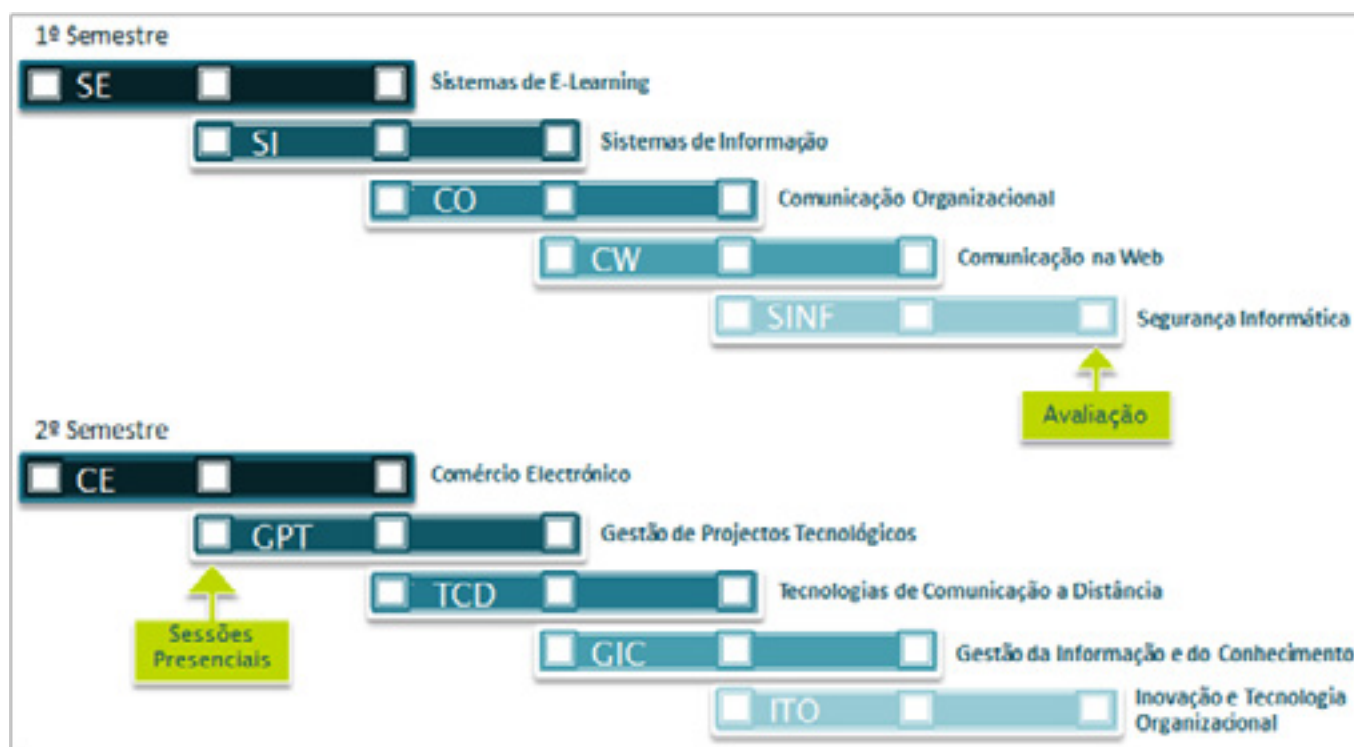 1º Semestre
SE Sistemas de E-Learning
SI Sistemas de Informação
CO Comunicação Organizacional
CW Comunicação na Web
SINF Segurança Informática
Avaliação
2º Semestre
CE Comércio Electrónico
GPT Gestão de Projectos Tecnológicos
TCD Tecnologias de Comunicação a Distância
Sessões
Presenciais
GIC Gestão da Informação e do Conhecimento
ITO Inovação e Tecnologia
Organizacional